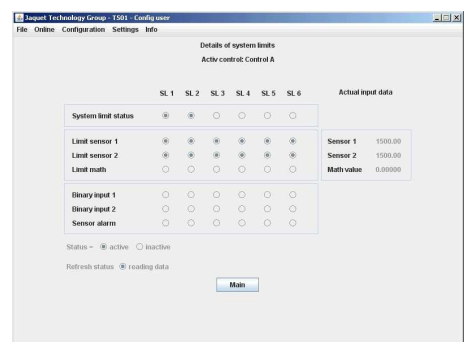 Jaquet Technology Group - T501 - Config user
File Online Configuration Settings Info
Details of system limits
Activ control: Control A
SL 1 SL 2 SL 3 SL 4 SL 5 SL 6 Actual input data
System limit status
Limit sensor 1 Sensor 1 1500.00
Limit sensor 2 Sensor 2 1500.00
Limit math Math value 0.00000
Binary input 1
Binary input 2
Sensor alarm
Status - active inactive
Refresh status reading data
Main